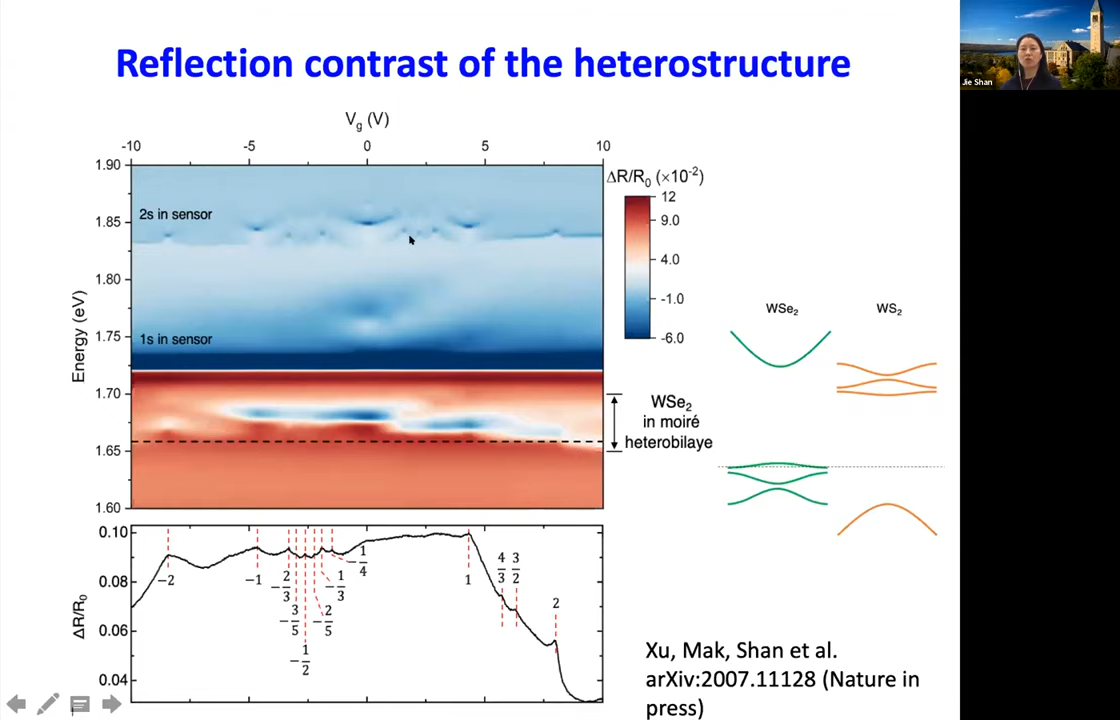 Reflection contrast of the heterostructure
Jie Shan
Vg (V)
-10 -5 0 5 10
1.90
1.85
1.80
1.75
1.70
1.65
1.60
Energy (eV)
2s in sensor
1s in sensor
ΔR/R0 (×10-2)
12
9.0
4.0
-1.0
-6.0
WSe2
in moiré
heterobilaye
WSe2 WS2
0.10
0.08
0.06
0.04
ΔR/R0
−2 −1 −2/3 −3/5 −1/2 −2/5 −1/3 −1/4 1 4/3 3/2 2
Xu, Mak, Shan et al.
arXiv:2007.11128 (Nature in
press)